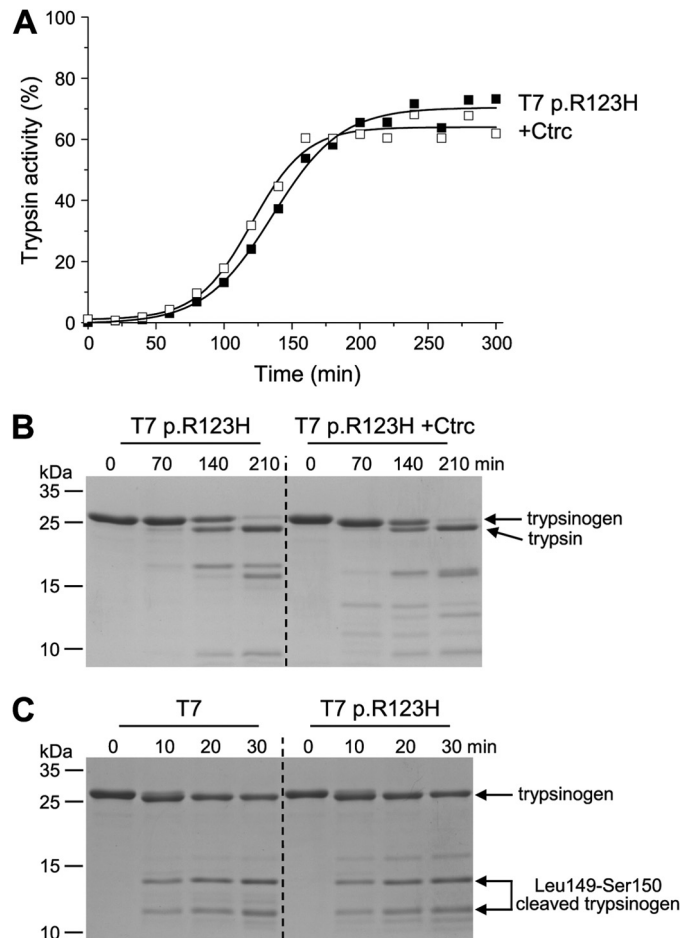 A
100
80
60
40
20
0
Trypsin activity (%)
T7 p.R123H
+Ctrc
0 50 100 150 200 250 300
Time (min)
B
T7 p.R123H T7 p.R123H +Ctrc
kDa 0 70 140 210 0 70 140 210 min
35
25
15
10
trypsinogen
trypsin
C
T7 T7 p.R123H
kDa 0 10 20 30 0 10 20 30 min
35
25
15
10
trypsinogen
Leu149-Ser150
cleaved trypsinogen